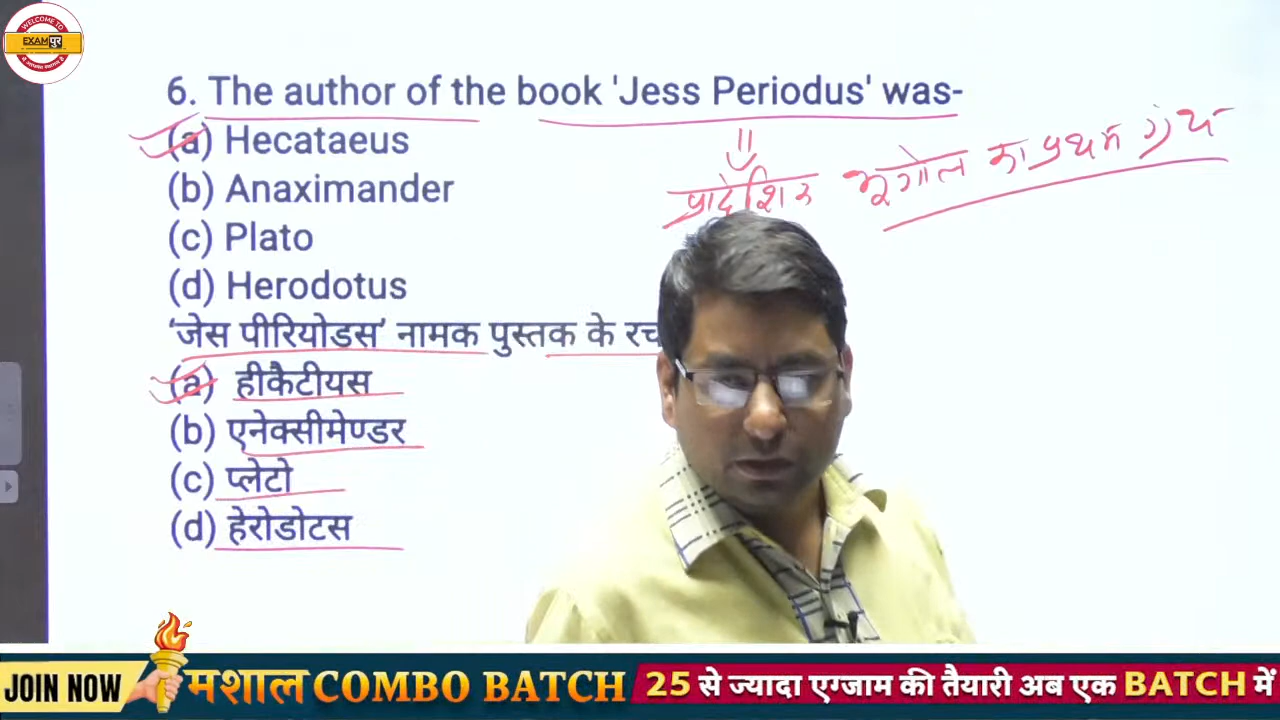 WELCOME TO
EXAMपुर
6. The author of the book 'Jess Periodus' was-
(a) Hecataeus
(b) Anaximander
(c) Plato
(d) Herodotus
प्रादेशिक भूगोल का प्रथम ग्रंथ
'जेस पीरियोडस' नामक पुस्तक के रच
(a) हीकैटीयस
(b) एनेक्सीमेण्डर
(c) प्लेटो
(d) हेरोडोटस
JOIN NOW मशाल COMBO BATCH 25 से ज्यादा एग्जाम की तैयारी अब एक BATCH में